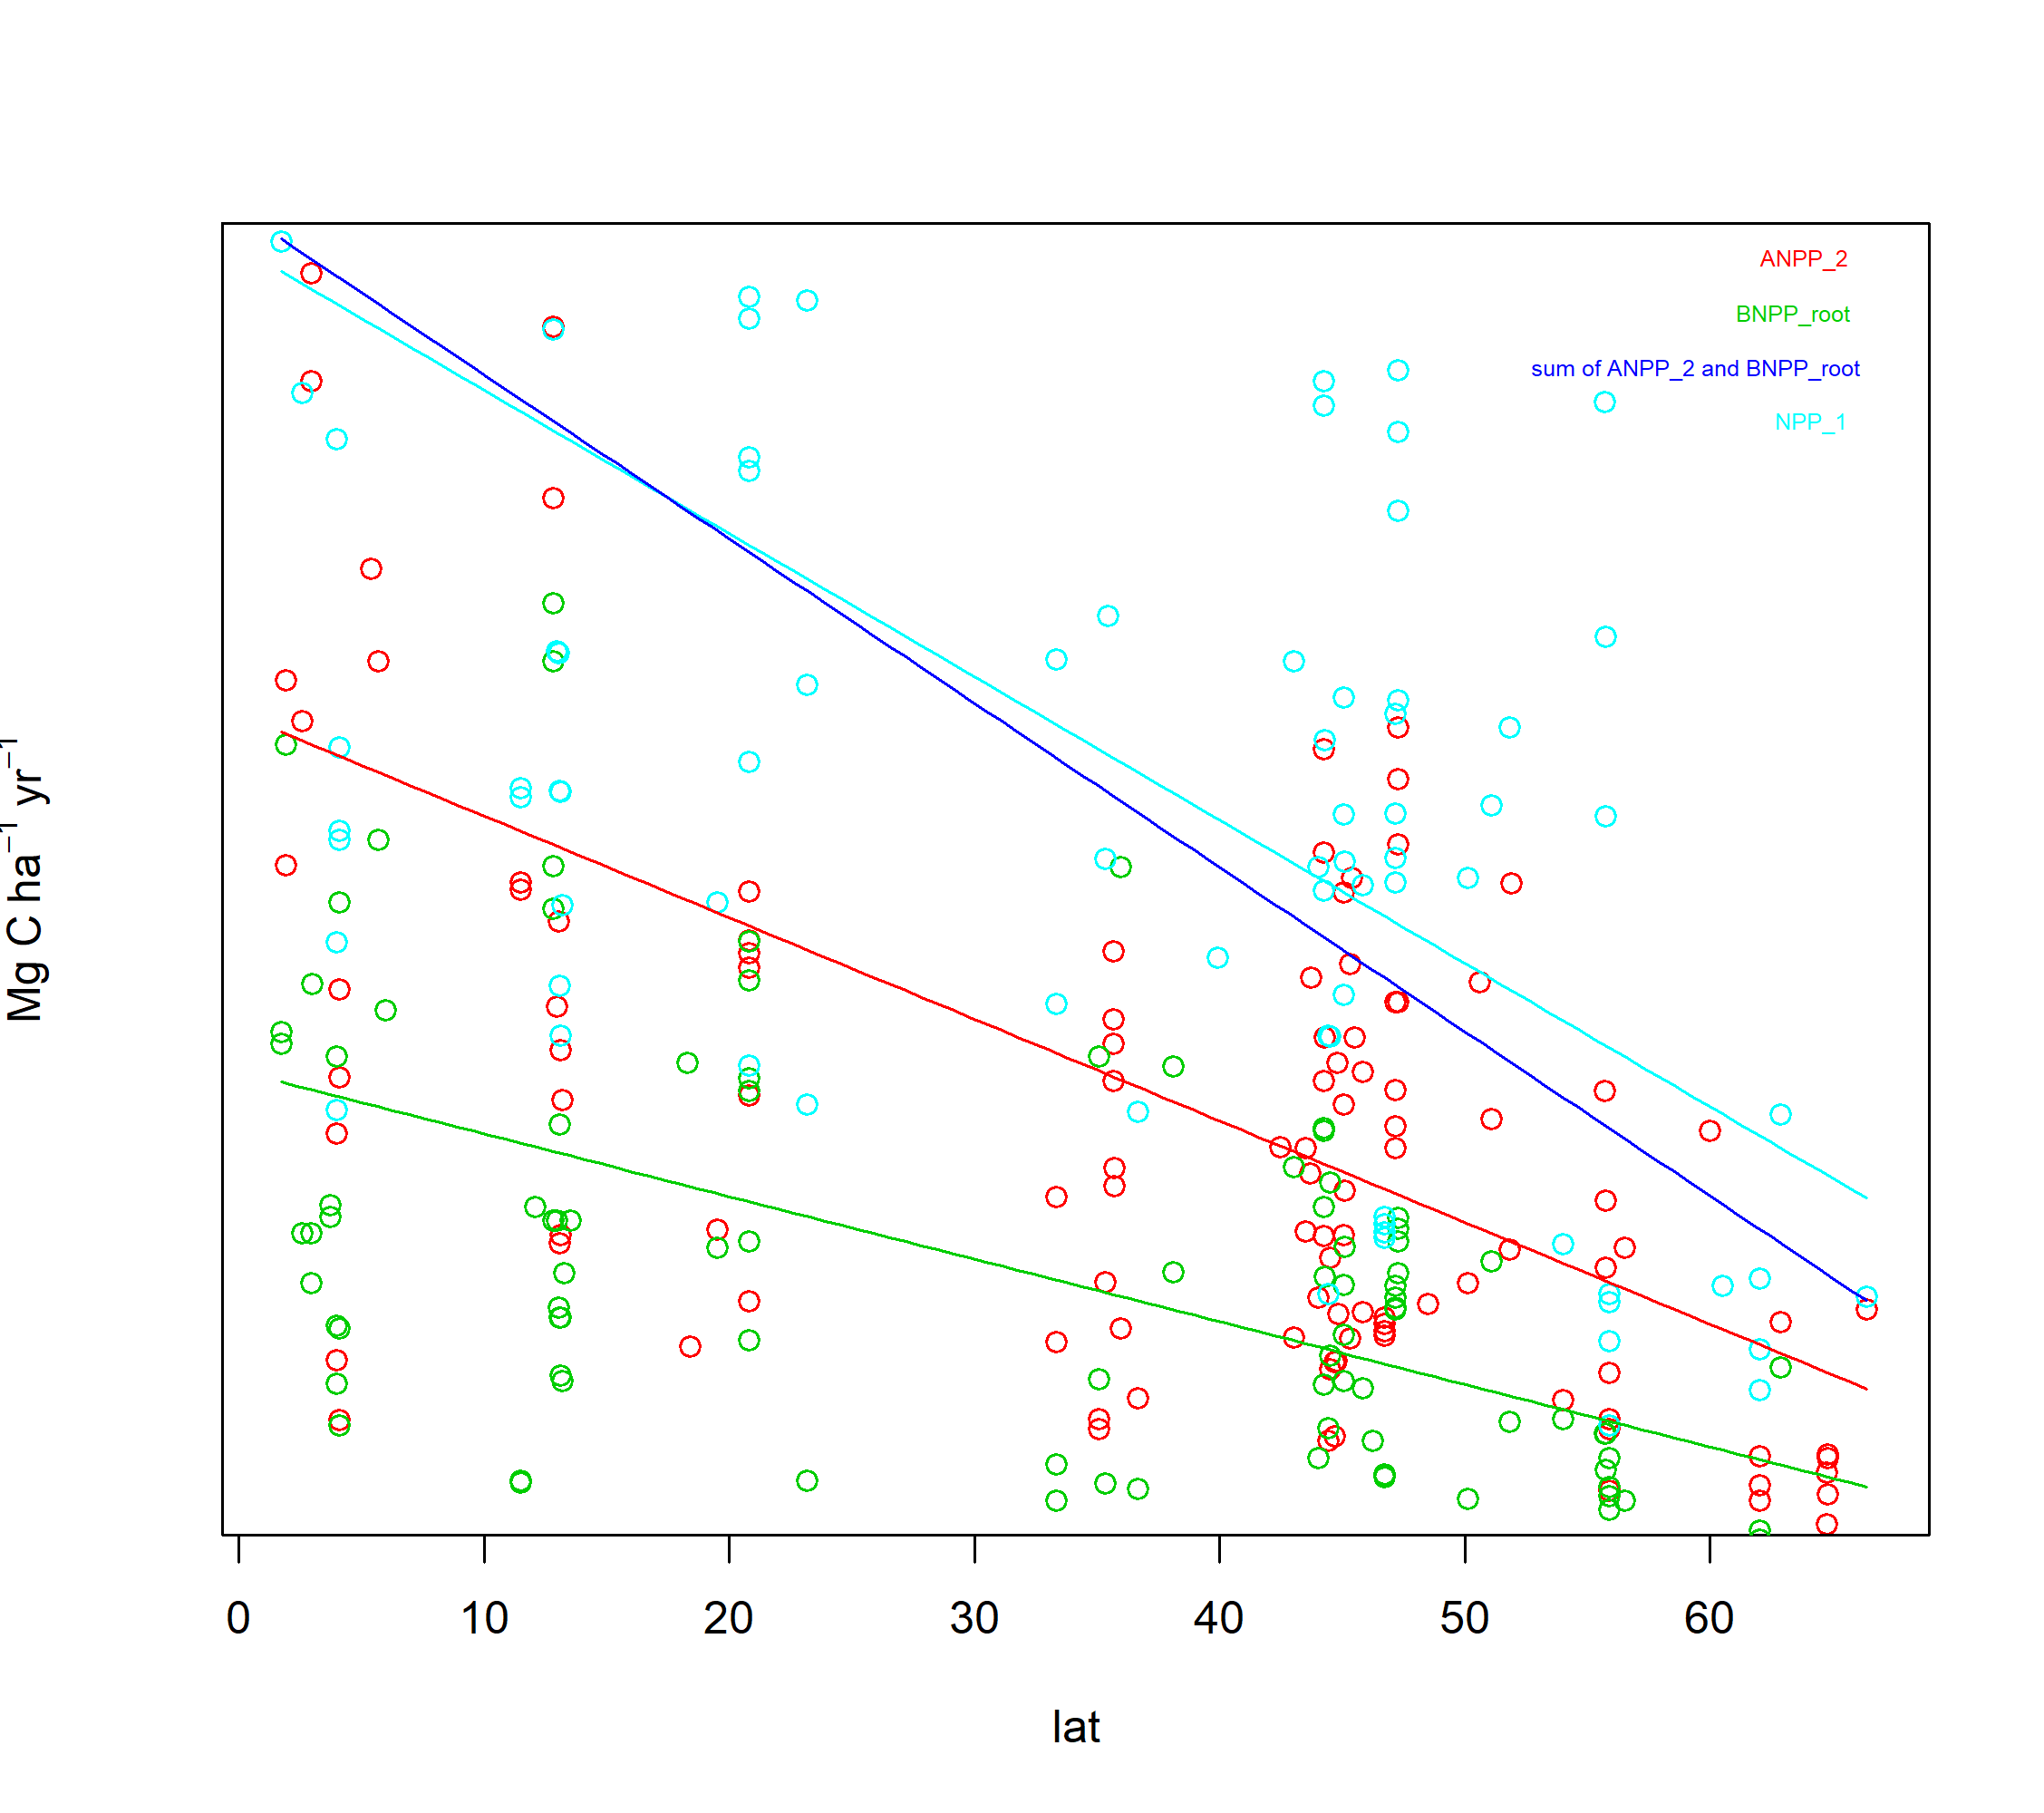 ANPP_2
BNPP_root
sum of ANPP_2 and BNPP_root
NPP_1
Mg C ha⁻¹ yr⁻¹
0 10 20 30 40 50 60
lat